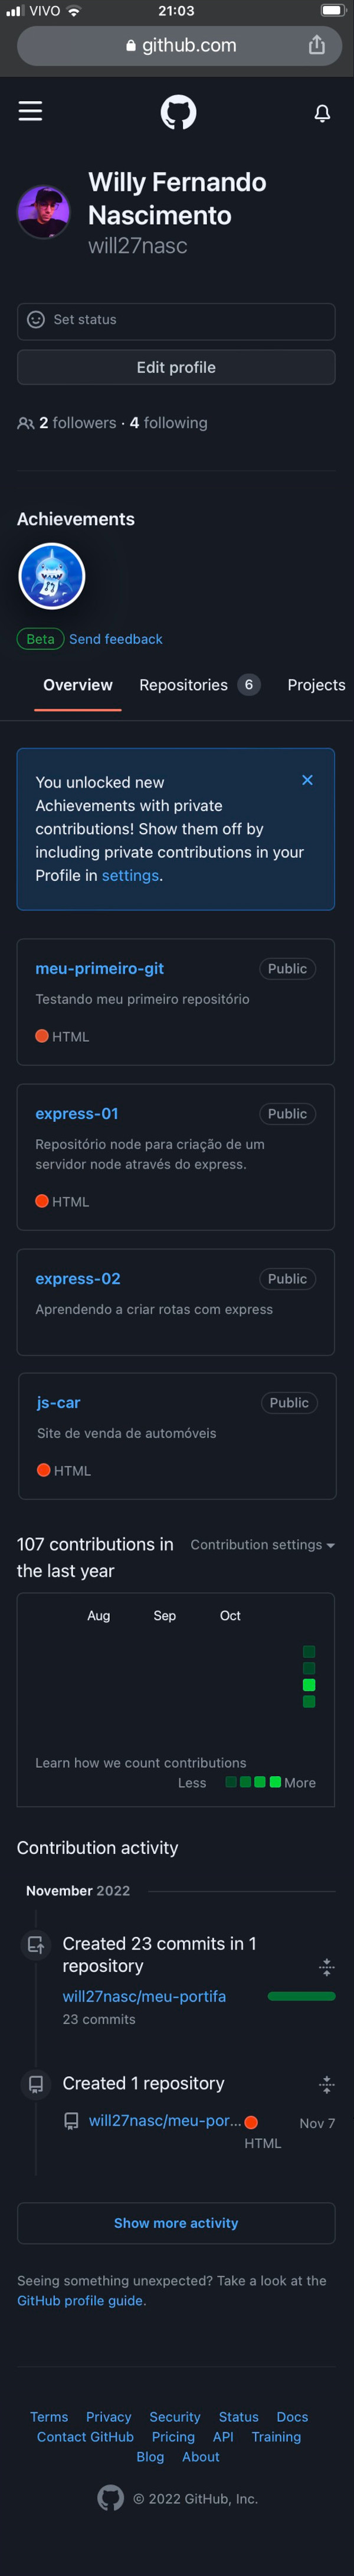 VIVO 21:03
github.com
Willy Fernando
Nascimento
will27nasc
Set status
Edit profile
2 followers · 4 following
Achievements
Beta Send feedback
Overview Repositories 6 Projects
You unlocked new
Achievements with private
contributions! Show them off by
including private contributions in your
Profile in settings.
meu-primeiro-git Public
Testando meu primeiro repositório
HTML
express-01 Public
Repositório node para criação de um
servidor node através do express.
HTML
express-02 Public
Aprendendo a criar rotas com express
js-car Public
Site de venda de automóveis
HTML
107 contributions in Contribution settings
the last year
Aug Sep Oct
Learn how we count contributions
Less More
Contribution activity
November 2022
Created 23 commits in 1
repository
will27nasc/meu-portifa
23 commits
Created 1 repository
will27nasc/meu-por... Nov 7
HTML
Show more activity
Seeing something unexpected? Take a look at the
GitHub profile guide.
Terms Privacy Security Status Docs
Contact GitHub Pricing API Training
Blog About
© 2022 GitHub, Inc.